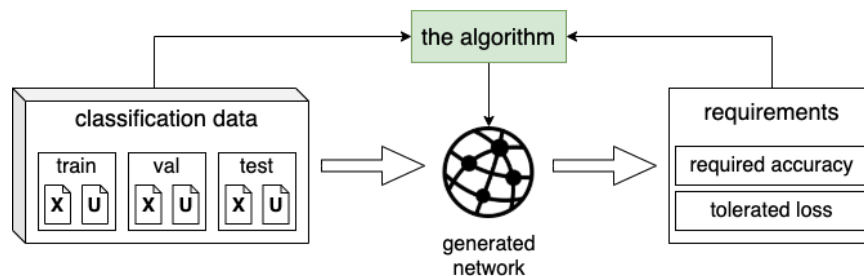 the algorithm
classification data
train
val
test
X U
X U
X U
generated
network
requirements
required accuracy
tolerated loss